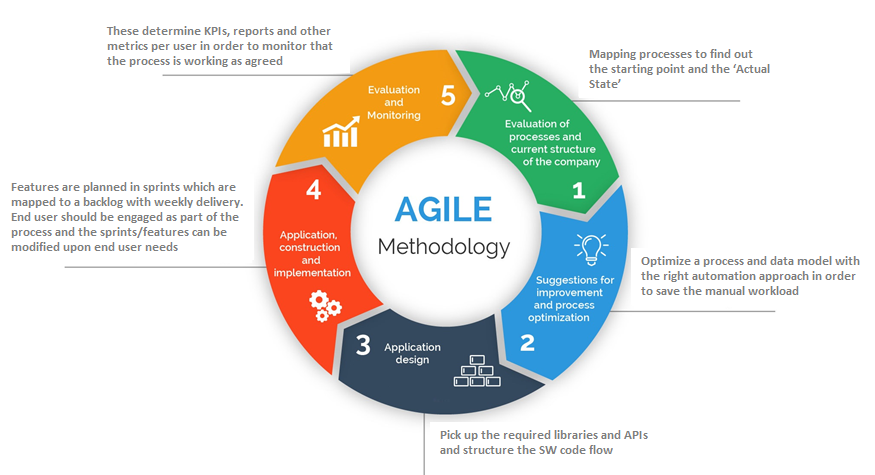 These determine KPIs, reports and other
metrics per user in order to monitor that
the process is working as agreed
Mapping processes to find out
the starting point and the ‘Actual
State’
Evaluation
and
Monitoring
5
Evaluation of
processes and
current structure
of the company
1
Features are planned in sprints which are
mapped to a backlog with weekly delivery.
End user should be engaged as part of the
process and the sprints/features can be
modified upon end user needs
4
Application,
construction
and
implementation
AGILE
Methodology
Suggestions for
improvement
and process
optimization
2
Optimize a process and data model with
the right automation approach in order
to save the manual workload
3
Application
design
Pick up the required libraries and APIs
and structure the SW code flow